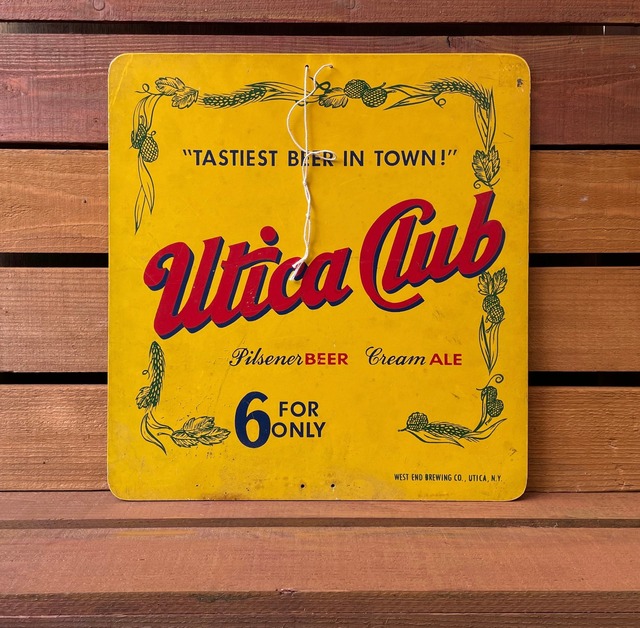 "TASTIEST BEER IN TOWN!"
Utica Club
Pilsener BEER Cream ALE
6 FOR ONLY
WEST END BREWING CO., UTICA, N.Y.